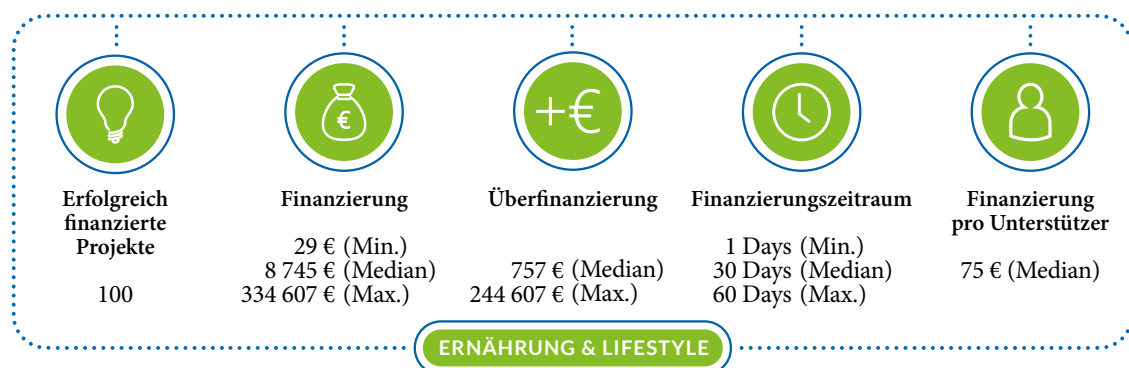 €
+€
Erfolgreich
finanzierte
Projekte
100
Finanzierung
29 € (Min.)
8 745 € (Median)
334 607 € (Max.)
Überfinanzierung
757 € (Median)
244 607 € (Max.)
Finanzierungszeitraum
1 Days (Min.)
30 Days (Median)
60 Days (Max.)
Finanzierung
pro Unterstützer
75 € (Median)
ERNÄHRUNG & LIFESTYLE